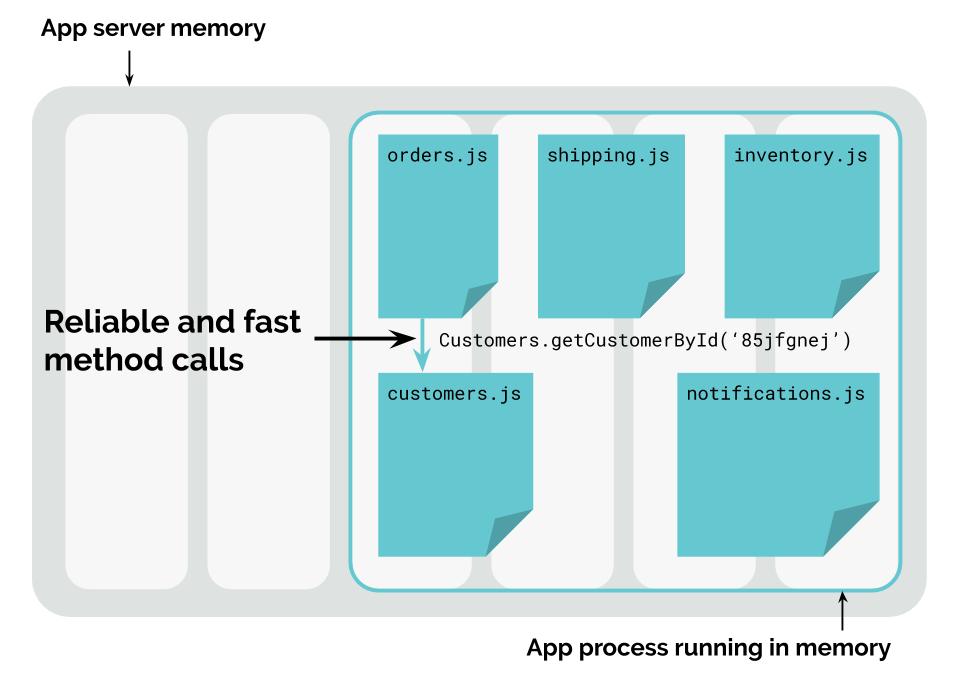 App server memory
orders.js
shipping.js
inventory.js
Reliable and fast
method calls
Customers.getCustomerById(‘85jfgnej’)
customers.js
notifications.js
App process running in memory